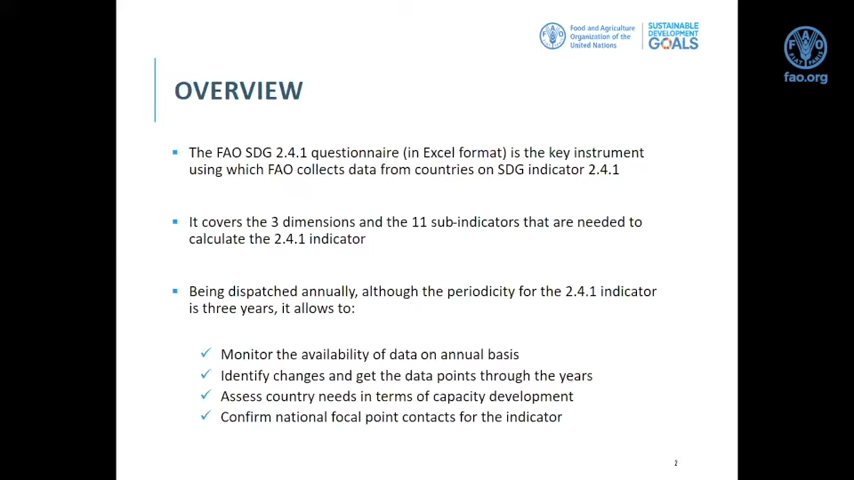 Food and Agriculture
Organization of the
United Nations
SUSTAINABLE
DEVELOPMENT
GOALS
fao.org
OVERVIEW
The FAO SDG 2.4.1 questionnaire (in Excel format) is the key instrument
using which FAO collects data from countries on SDG indicator 2.4.1
It covers the 3 dimensions and the 11 sub-indicators that are needed to
calculate the 2.4.1 indicator
Being dispatched annually, although the periodicity for the 2.4.1 indicator
is three years, it allows to:
Monitor the availability of data on annual basis
Identify changes and get the data points through the years
Assess country needs in terms of capacity development
Confirm national focal point contacts for the indicator
2